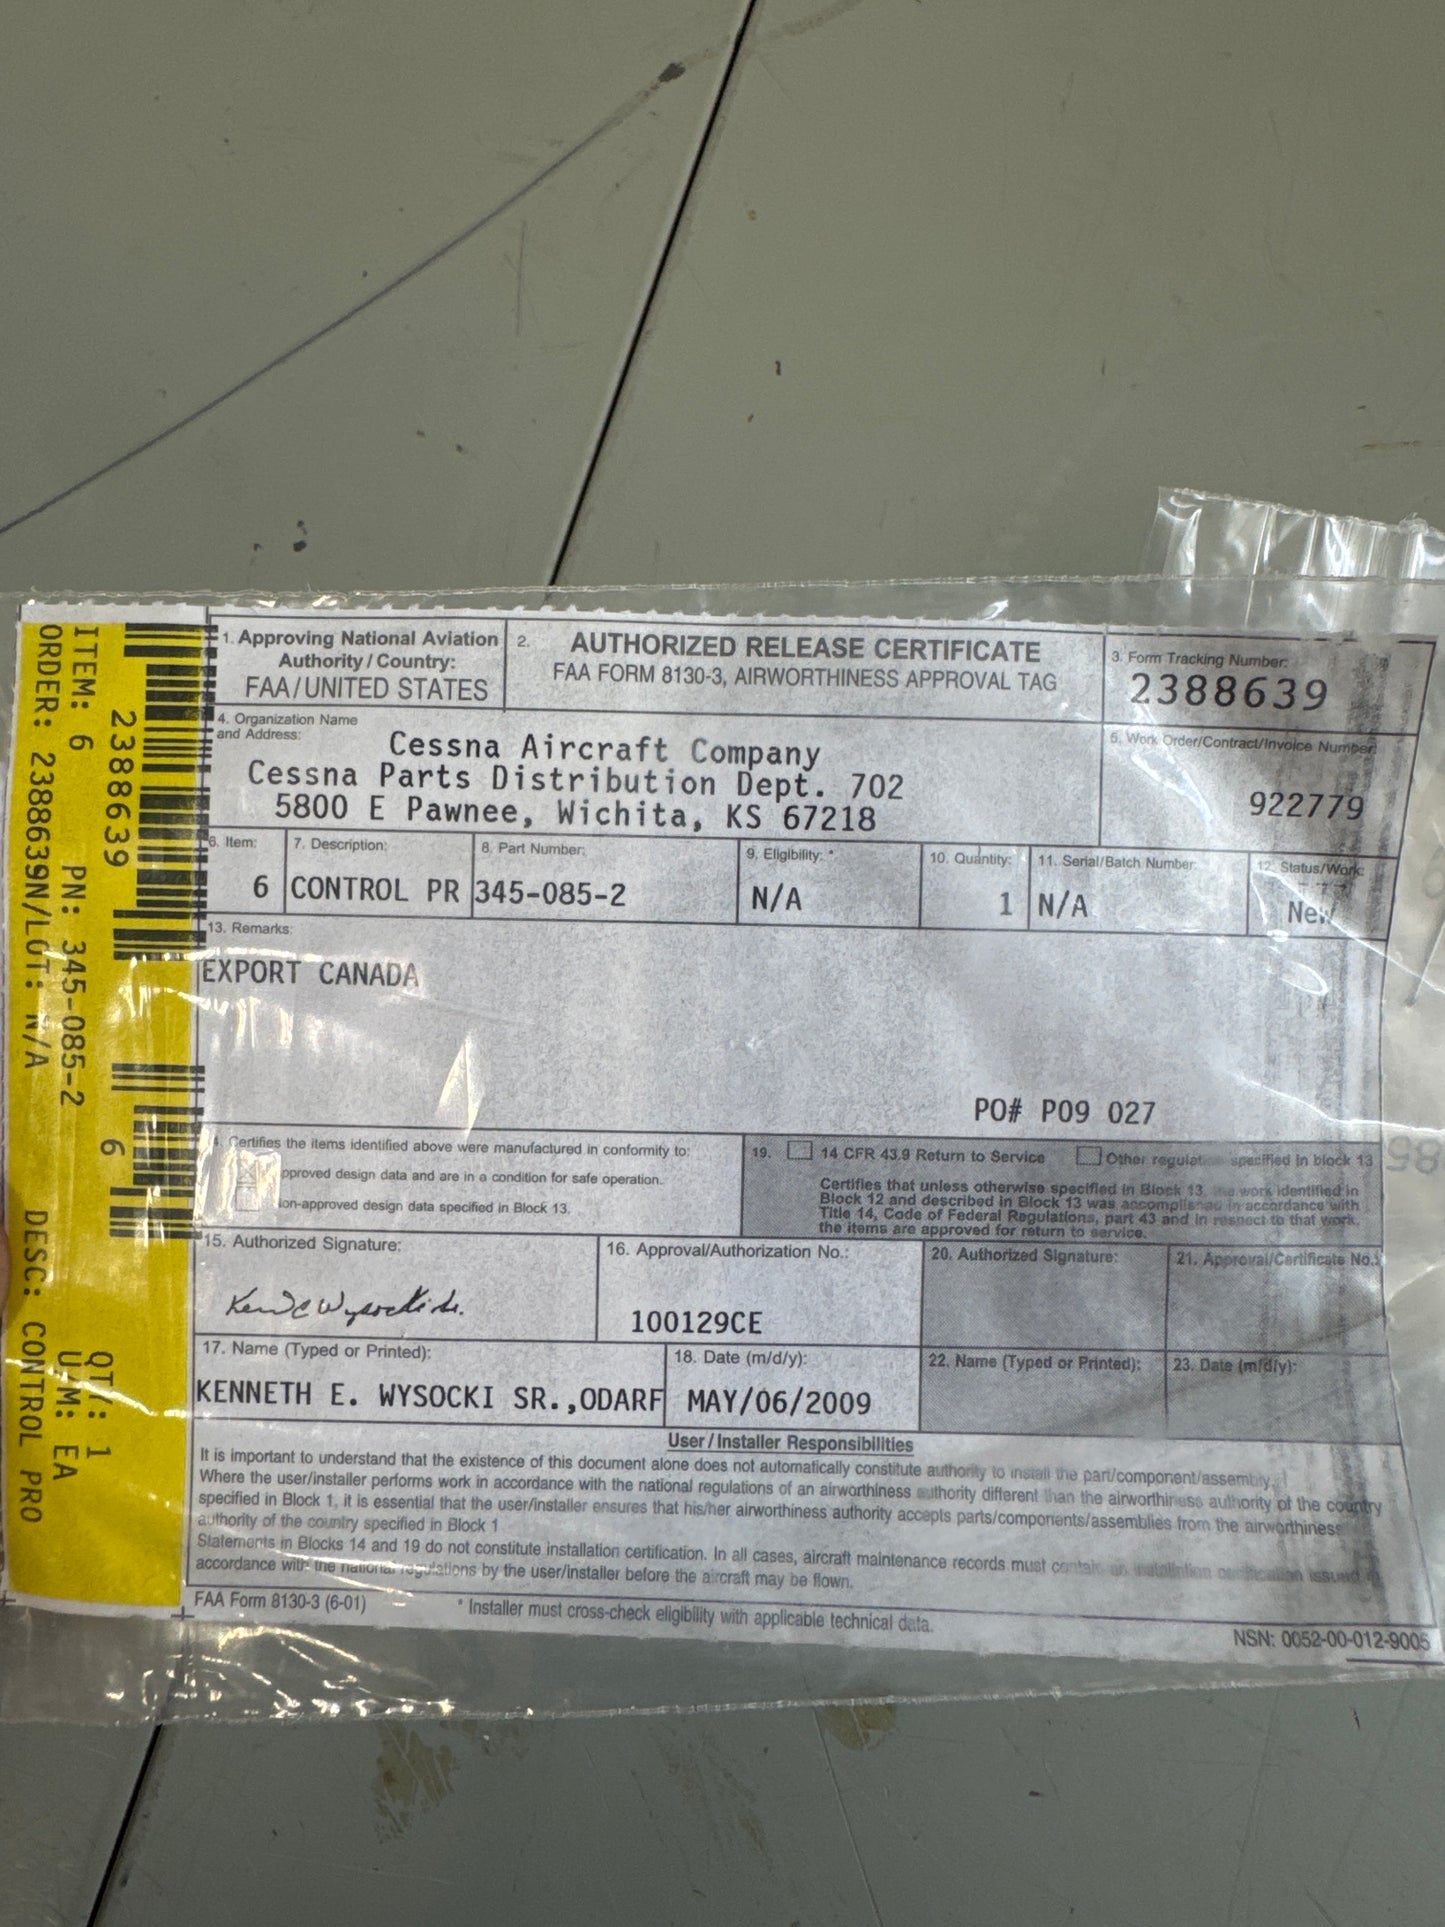 ITEM: 6 PN: 345-085-2 QTY: 1
ORDER: 2388639N/LOT: N/A U/M: EA
DESC: CONTROL PRO
2388639 6
1. Approving National Aviation
Authority / Country:
FAA/UNITED STATES
2. AUTHORIZED RELEASE CERTIFICATE
FAA FORM 8130-3, AIRWORTHINESS APPROVAL TAG
3. Form Tracking Number:
2388639
4. Organization Name
and Address:
Cessna Aircraft Company
Cessna Parts Distribution Dept. 702
5800 E Pawnee, Wichita, KS 67218
5. Work Order/Contract/Invoice Number:
922779
6. Item:
6
7. Description:
CONTROL PR
8. Part Number:
345-085-2
9. Eligibility: *
N/A
10. Quantity:
1
11. Serial/Batch Number:
N/A
12. Status/Work:
New
13. Remarks:
EXPORT CANADA
PO# P09 027
Certifies the items identified above were manufactured in conformity to:
pproved design data and are in a condition for safe operation.
on-approved design data specified in Block 13.
19. 14 CFR 43.9 Return to Service Other regulation specified in block 13
Certifies that unless otherwise specified in Block 13, the work identified in
Block 12 and described in Block 13 was accomplished in accordance with
Title 14, Code of Federal Regulations, part 43 and in respect to that work,
the items are approved for return to service.
15. Authorized Signature:
16. Approval/Authorization No.:
100129CE
20. Authorized Signature:
21. Approval/Certificate No.:
17. Name (Typed or Printed):
KENNETH E. WYSOCKI SR.,ODARF
18. Date (m/d/y):
MAY/06/2009
22. Name (Typed or Printed):
23. Date (m/d/y):
User / Installer Responsibilities
It is important to understand that the existence of this document alone does not automatically constitute authority to install the part/component/assembly.
Where the user/installer performs work in accordance with the national regulations of an airworthiness authority different than the airworthiness authority of the country
specified in Block 1, it is essential that the user/installer ensures that his/her airworthiness authority accepts parts/components/assemblies from the airworthiness
authority of the country specified in Block 1
Statements in Blocks 14 and 19 do not constitute installation certification. In all cases, aircraft maintenance records must contain an installation certification issued in
accordance with the national regulations by the user/installer before the aircraft may be flown.
FAA Form 8130-3 (6-01)
* Installer must cross-check eligibility with applicable technical data.
NSN: 0052-00-012-9005